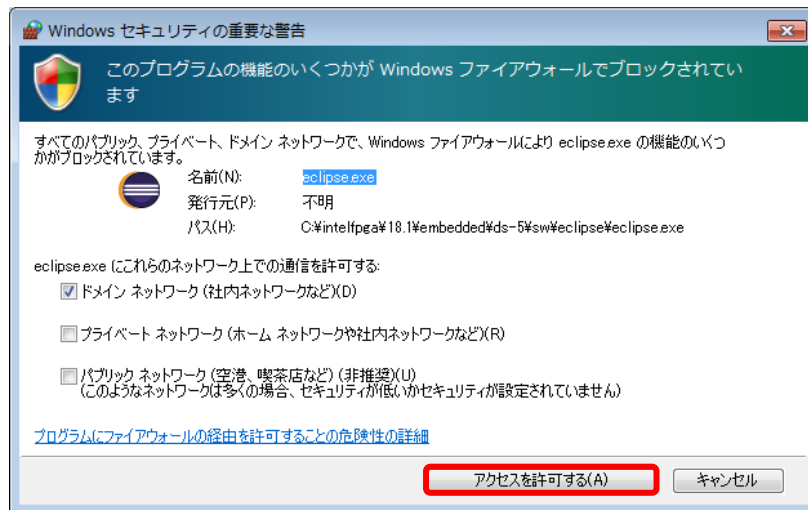 Windows セキュリティの重要な警告
このプログラムの機能のいくつかが Windows ファイアウォールでブロックされてい
ます
すべてのパブリック、プライベート、ドメイン ネットワークで、Windows ファイアウォールにより eclipse.exe の機能のいくつ
かがブロックされています。
名前(N): eclipse.exe
発行元(P): 不明
パス(H): C:¥intelfpga¥18.1¥embedded¥ds-5¥sw¥eclipse¥eclipse.exe
eclipse.exe にこれらのネットワーク上での通信を許可する:
ドメイン ネットワーク (社内ネットワークなど)(D)
プライベート ネットワーク (ホーム ネットワークや社内ネットワークなど)(R)
パブリック ネットワーク (空港、喫茶店など) (非推奨)(U)
(このようなネットワークは多くの場合、セキュリティが低いかセキュリティが設定されていません)
プログラムにファイアウォールの経由を許可することの危険性の詳細
アクセスを許可する(A) キャンセル